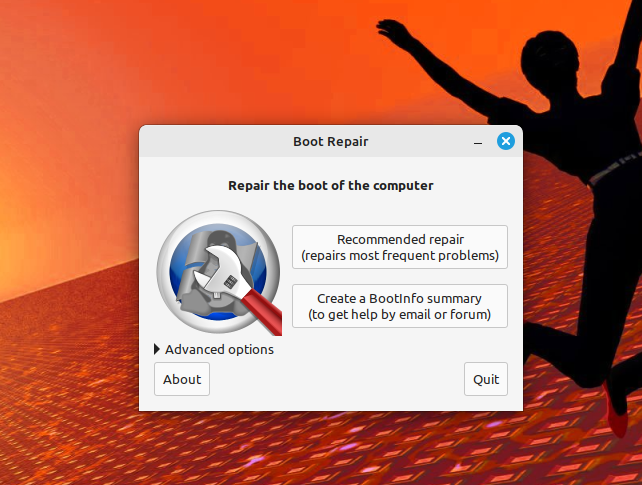 Boot Repair
Repair the boot of the computer
Recommended repair
(repairs most frequent problems)
Create a BootInfo summary
(to get help by email or forum)
Advanced options
About
Quit